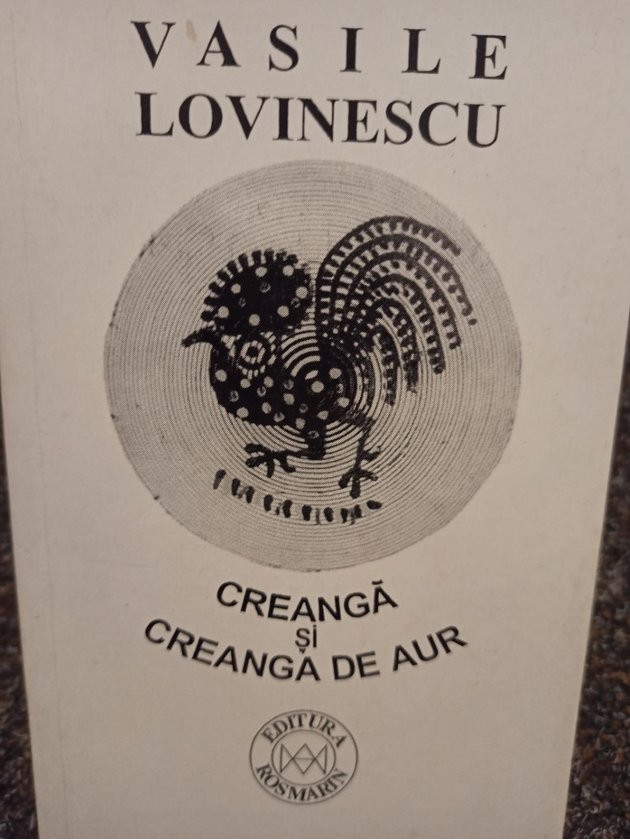 VASILE
LOVINESCU
CREANGĂ
și
CREANGA DE AUR
EDITURA
ROSMARIN